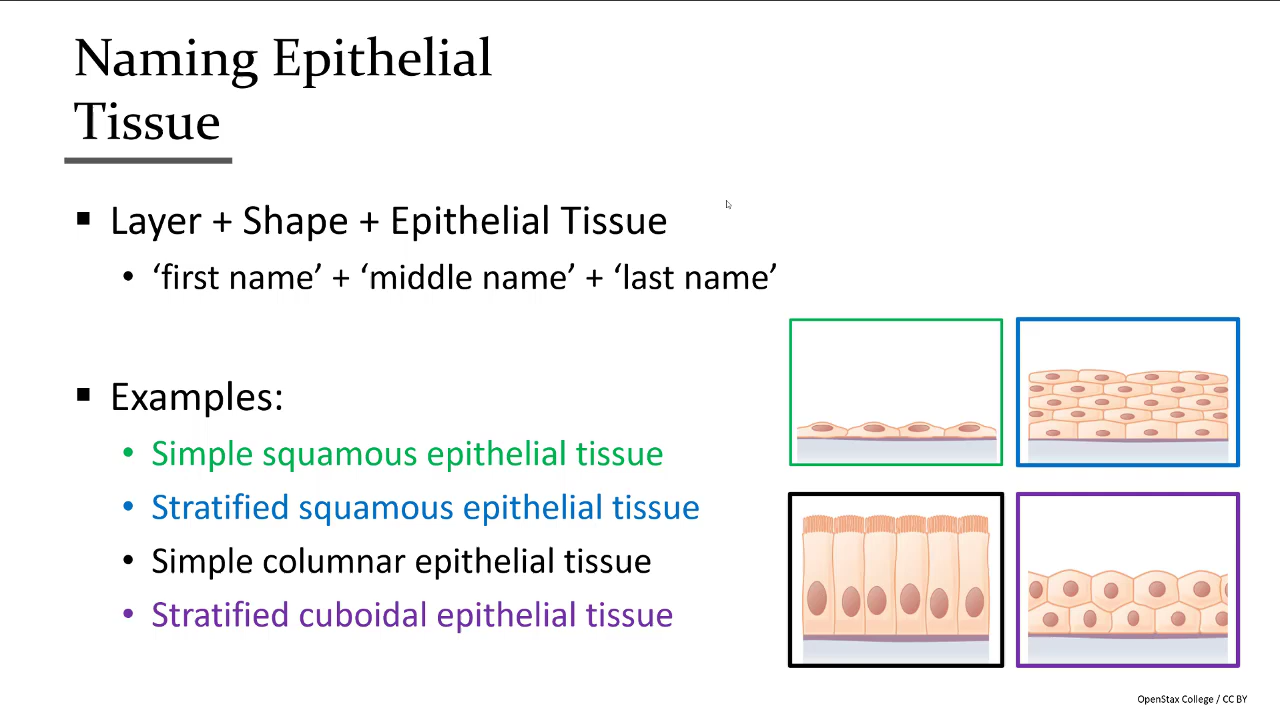 Naming Epithelial
Tissue
▪ Layer + Shape + Epithelial Tissue
• ‘first name’ + ‘middle name’ + ‘last name’
▪ Examples:
• Simple squamous epithelial tissue
• Stratified squamous epithelial tissue
• Simple columnar epithelial tissue
• Stratified cuboidal epithelial tissue
OpenStax College / CC BY